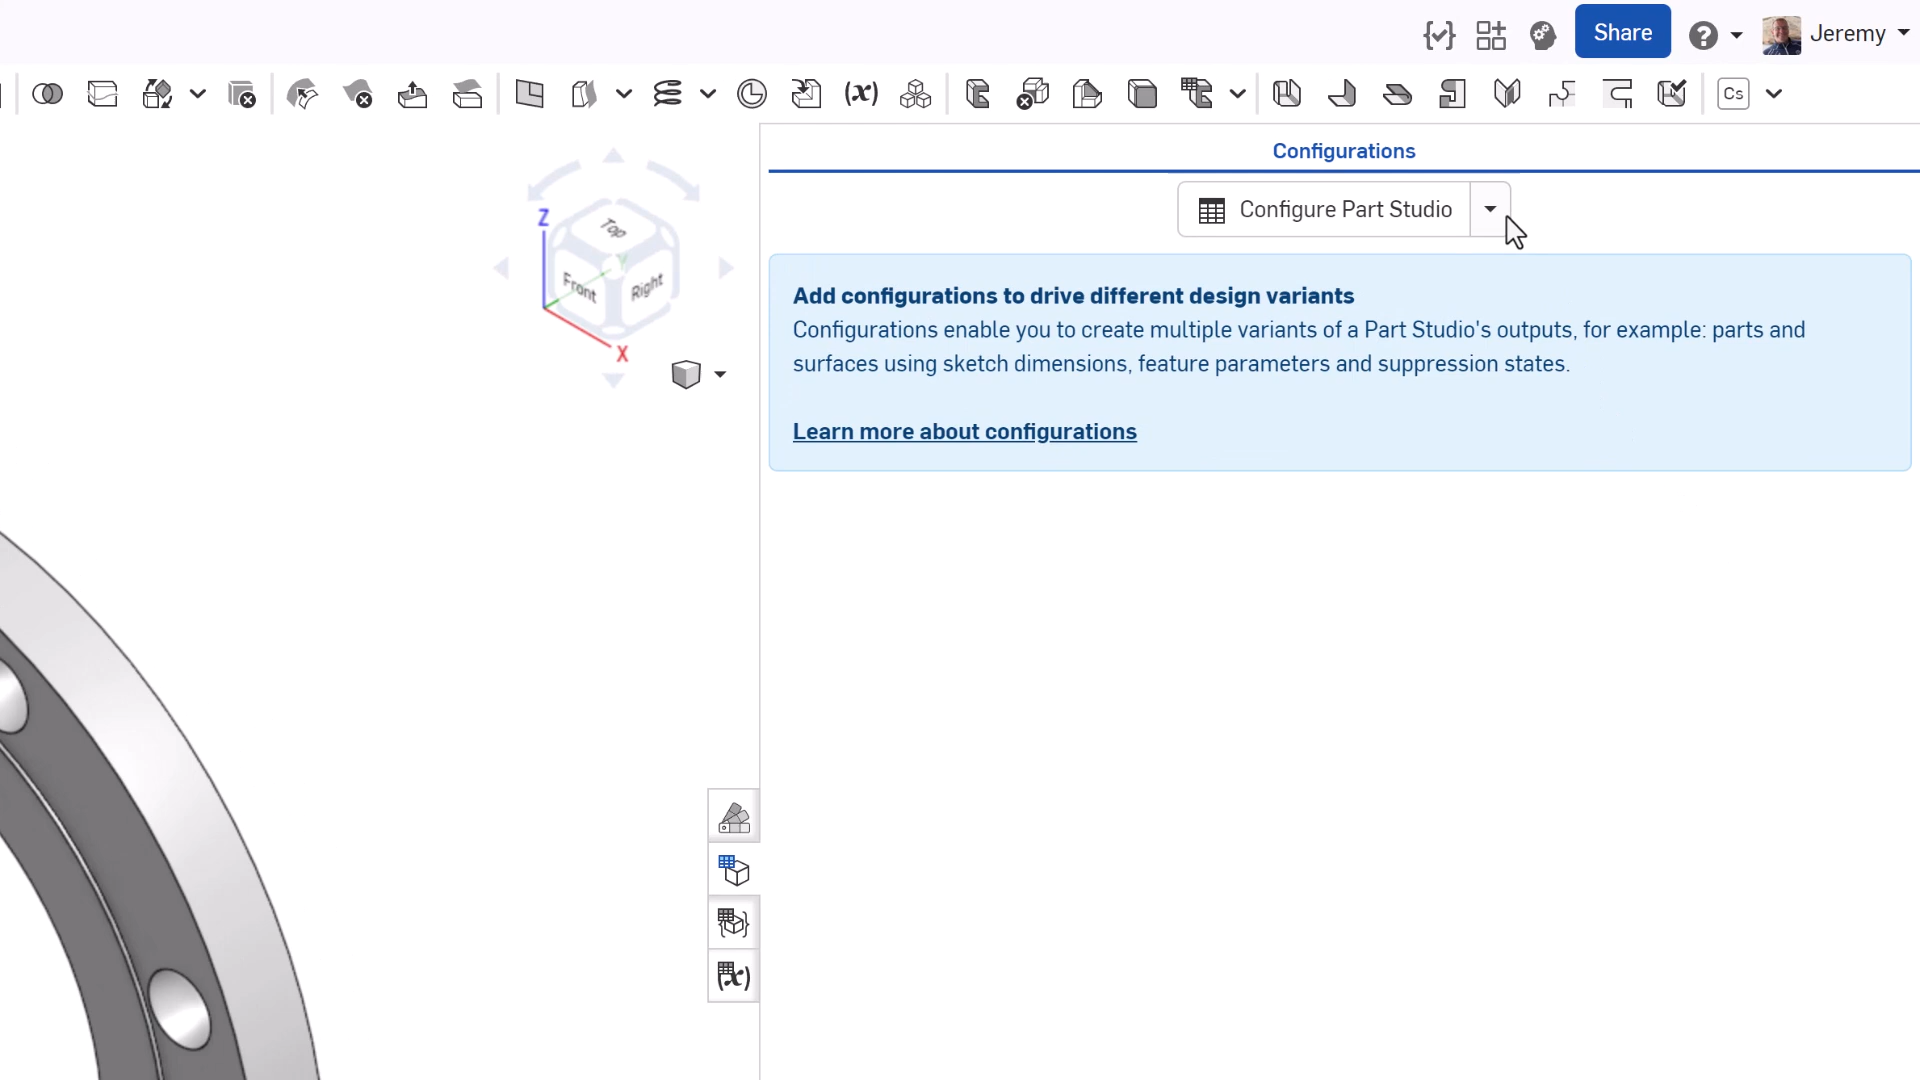 Share
Jeremy
(x)
Cs
Configurations
Configure Part Studio
Z
Top
Y
Front
Right
X
Add configurations to drive different design variants
Configurations enable you to create multiple variants of a Part Studio's outputs, for example: parts and
surfaces using sketch dimensions, feature parameters and suppression states.
Learn more about configurations
(x)